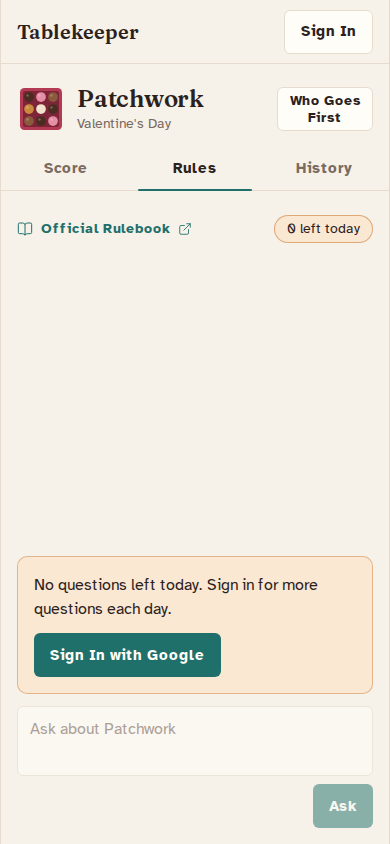 Tablekeeper
Sign In
Patchwork
Valentine's Day
Who Goes
First
Score
Rules
History
Official Rulebook
0 left today
No questions left today. Sign in for more
questions each day.
Sign In with Google
Ask about Patchwork
Ask